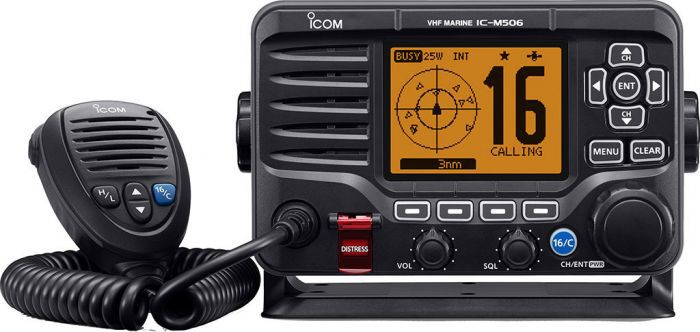 ICOM
VHF MARINE IC-M506
BUSY 25W INT
16
CALLING
3nm
CH
ENT
CH
MENU CLEAR
ICOM
H/L 16/C
DISTRESS
VOL SQL 16/C CH/ENT PWR